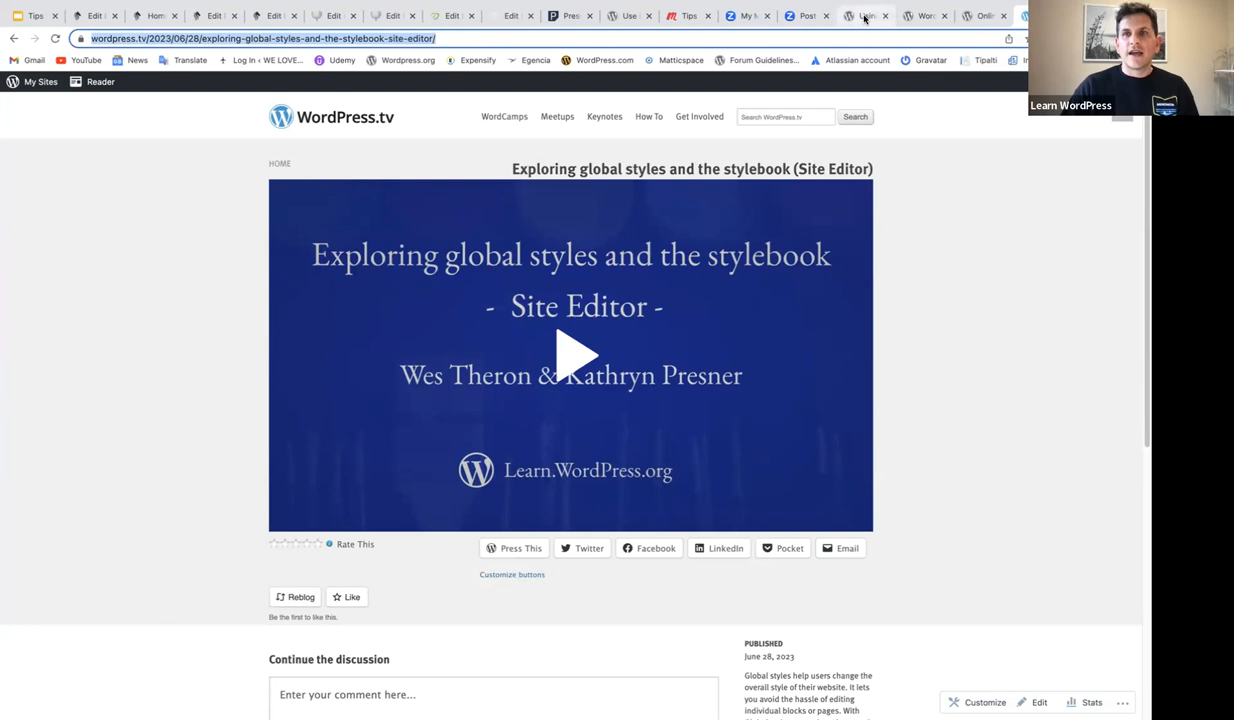 Tips
Edit
Hom
Edit
Edit
Edit
Edit
Edit
Edit
Pres
Use
Tips
My
Post
Usin
Wor
Onlin
wordpress.tv/2023/06/28/exploring-global-styles-and-the-stylebook-site-editor/
Gmail YouTube News Translate Log In ‹ WE LOVE... Udemy Wordpress.org Expensify Egencia WordPress.com Matticspace Forum Guidelines... Atlassian account Gravatar Tipalti In
My Sites Reader
Learn WordPress
WordPress.tv WordCamps Meetups Keynotes How To Get Involved Search WordPress.tv Search
HOME
Exploring global styles and the stylebook (Site Editor)
Exploring global styles and the stylebook
- Site Editor -
Wes Theron & Kathryn Presner
Learn.WordPress.org
Rate This
Press This Twitter Facebook LinkedIn Pocket Email
Customize buttons
Reblog Like
Be the first to like this.
Continue the discussion
Enter your comment here...
PUBLISHED
June 28, 2023
Global styles help users change the
overall style of their website. It lets
you avoid the hassle of editing
individual blocks or pages. With
Customize Edit Stats ...